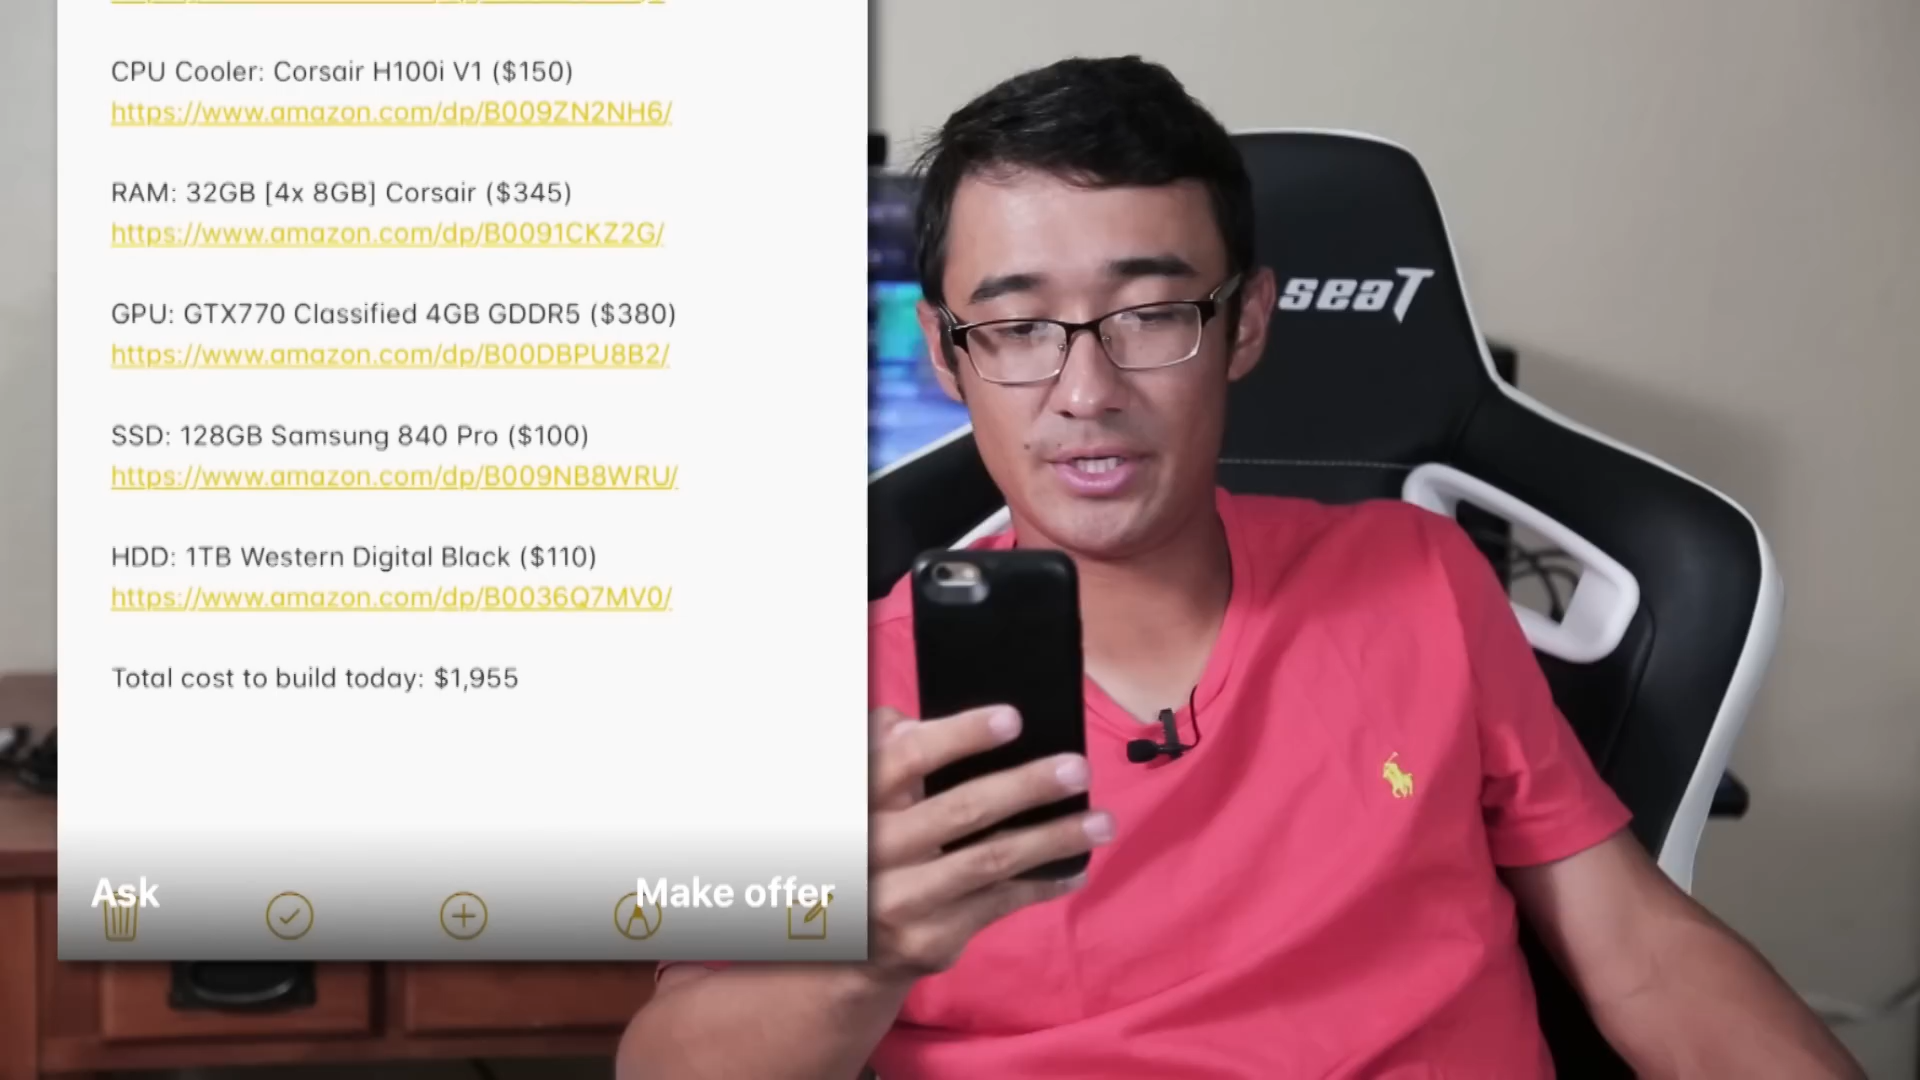 CPU Cooler: Corsair H100i V1 ($150)
https://www.amazon.com/dp/B009ZN2NH6/
RAM: 32GB [4x 8GB] Corsair ($345)
https://www.amazon.com/dp/B0091CKZ2G/
GPU: GTX770 Classified 4GB GDDR5 ($380)
https://www.amazon.com/dp/B00DBPU8B2/
SSD: 128GB Samsung 840 Pro ($100)
https://www.amazon.com/dp/B009NB8WRU/
HDD: 1TB Western Digital Black ($110)
https://www.amazon.com/dp/B0036Q7MV0/
Total cost to build today: $1,955
Ask
Make offer
seaT